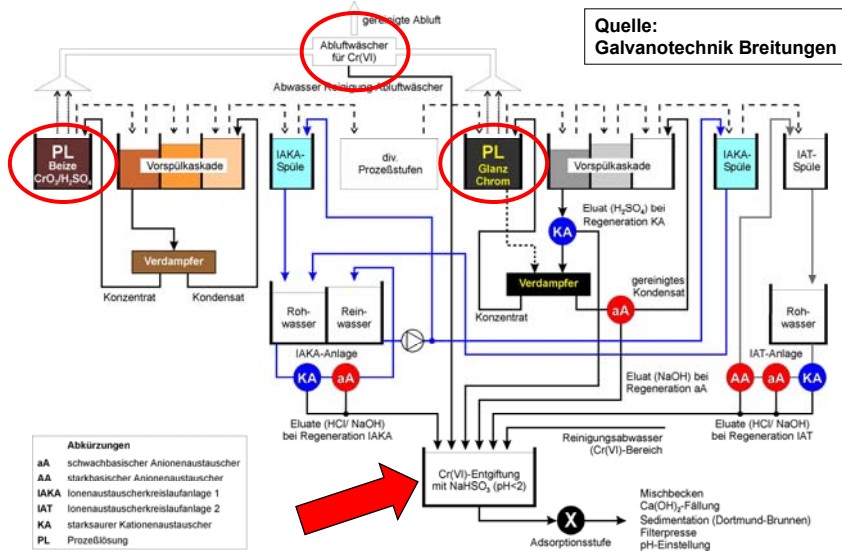 gereinigte Abluft
Quelle:
Galvanotechnik Breitungen
Abluftwäscher
für Cr(VI)
Abwasser Reinigung Abluftwäscher
PL
Beize
CrO₃/H₂SO₄
Vorspülkaskade
IAKA-
Spüle
div.
Prozeßstufen
PL
Glanz
Chrom
Vorspülkaskade
IAKA-
Spüle
IAT-
Spüle
Eluat (H₂SO₄) bei
Regeneration KA
KA
Verdampfer
Konzentrat
Kondensat
Verdampfer
gereinigtes
Kondensat
Konzentrat
aA
Roh-
wasser
Rein-
wasser
IAKA-Anlage
Roh-
wasser
IAT-Anlage
KA
aA
AA
aA
KA
Eluat (NaOH) bei
Regeneration aA
Eluate (HCl/ NaOH)
bei Regeneration IAKA
Eluate (HCl/ NaOH)
bei Regeneration IAT
Reinigungsabwasser
(Cr(VI)-Bereich
Abkürzungen
aA schwachbasischer Anionenaustauscher
AA starkbasischer Anionenaustauscher
IAKA Ionenaustauscherkreislaufanlage 1
IAT Ionenaustauscherkreislaufanlage 2
KA starksaurer Kationenaustauscher
PL Prozeßlösung
Cr(VI)-Entgiftung
mit NaHSO₃ (pH<2)
X
Adsorptionsstufe
Mischbecken
Ca(OH)₂-Fällung
Sedimentation (Dortmund-Brunnen)
Filterpresse
pH-Einstellung